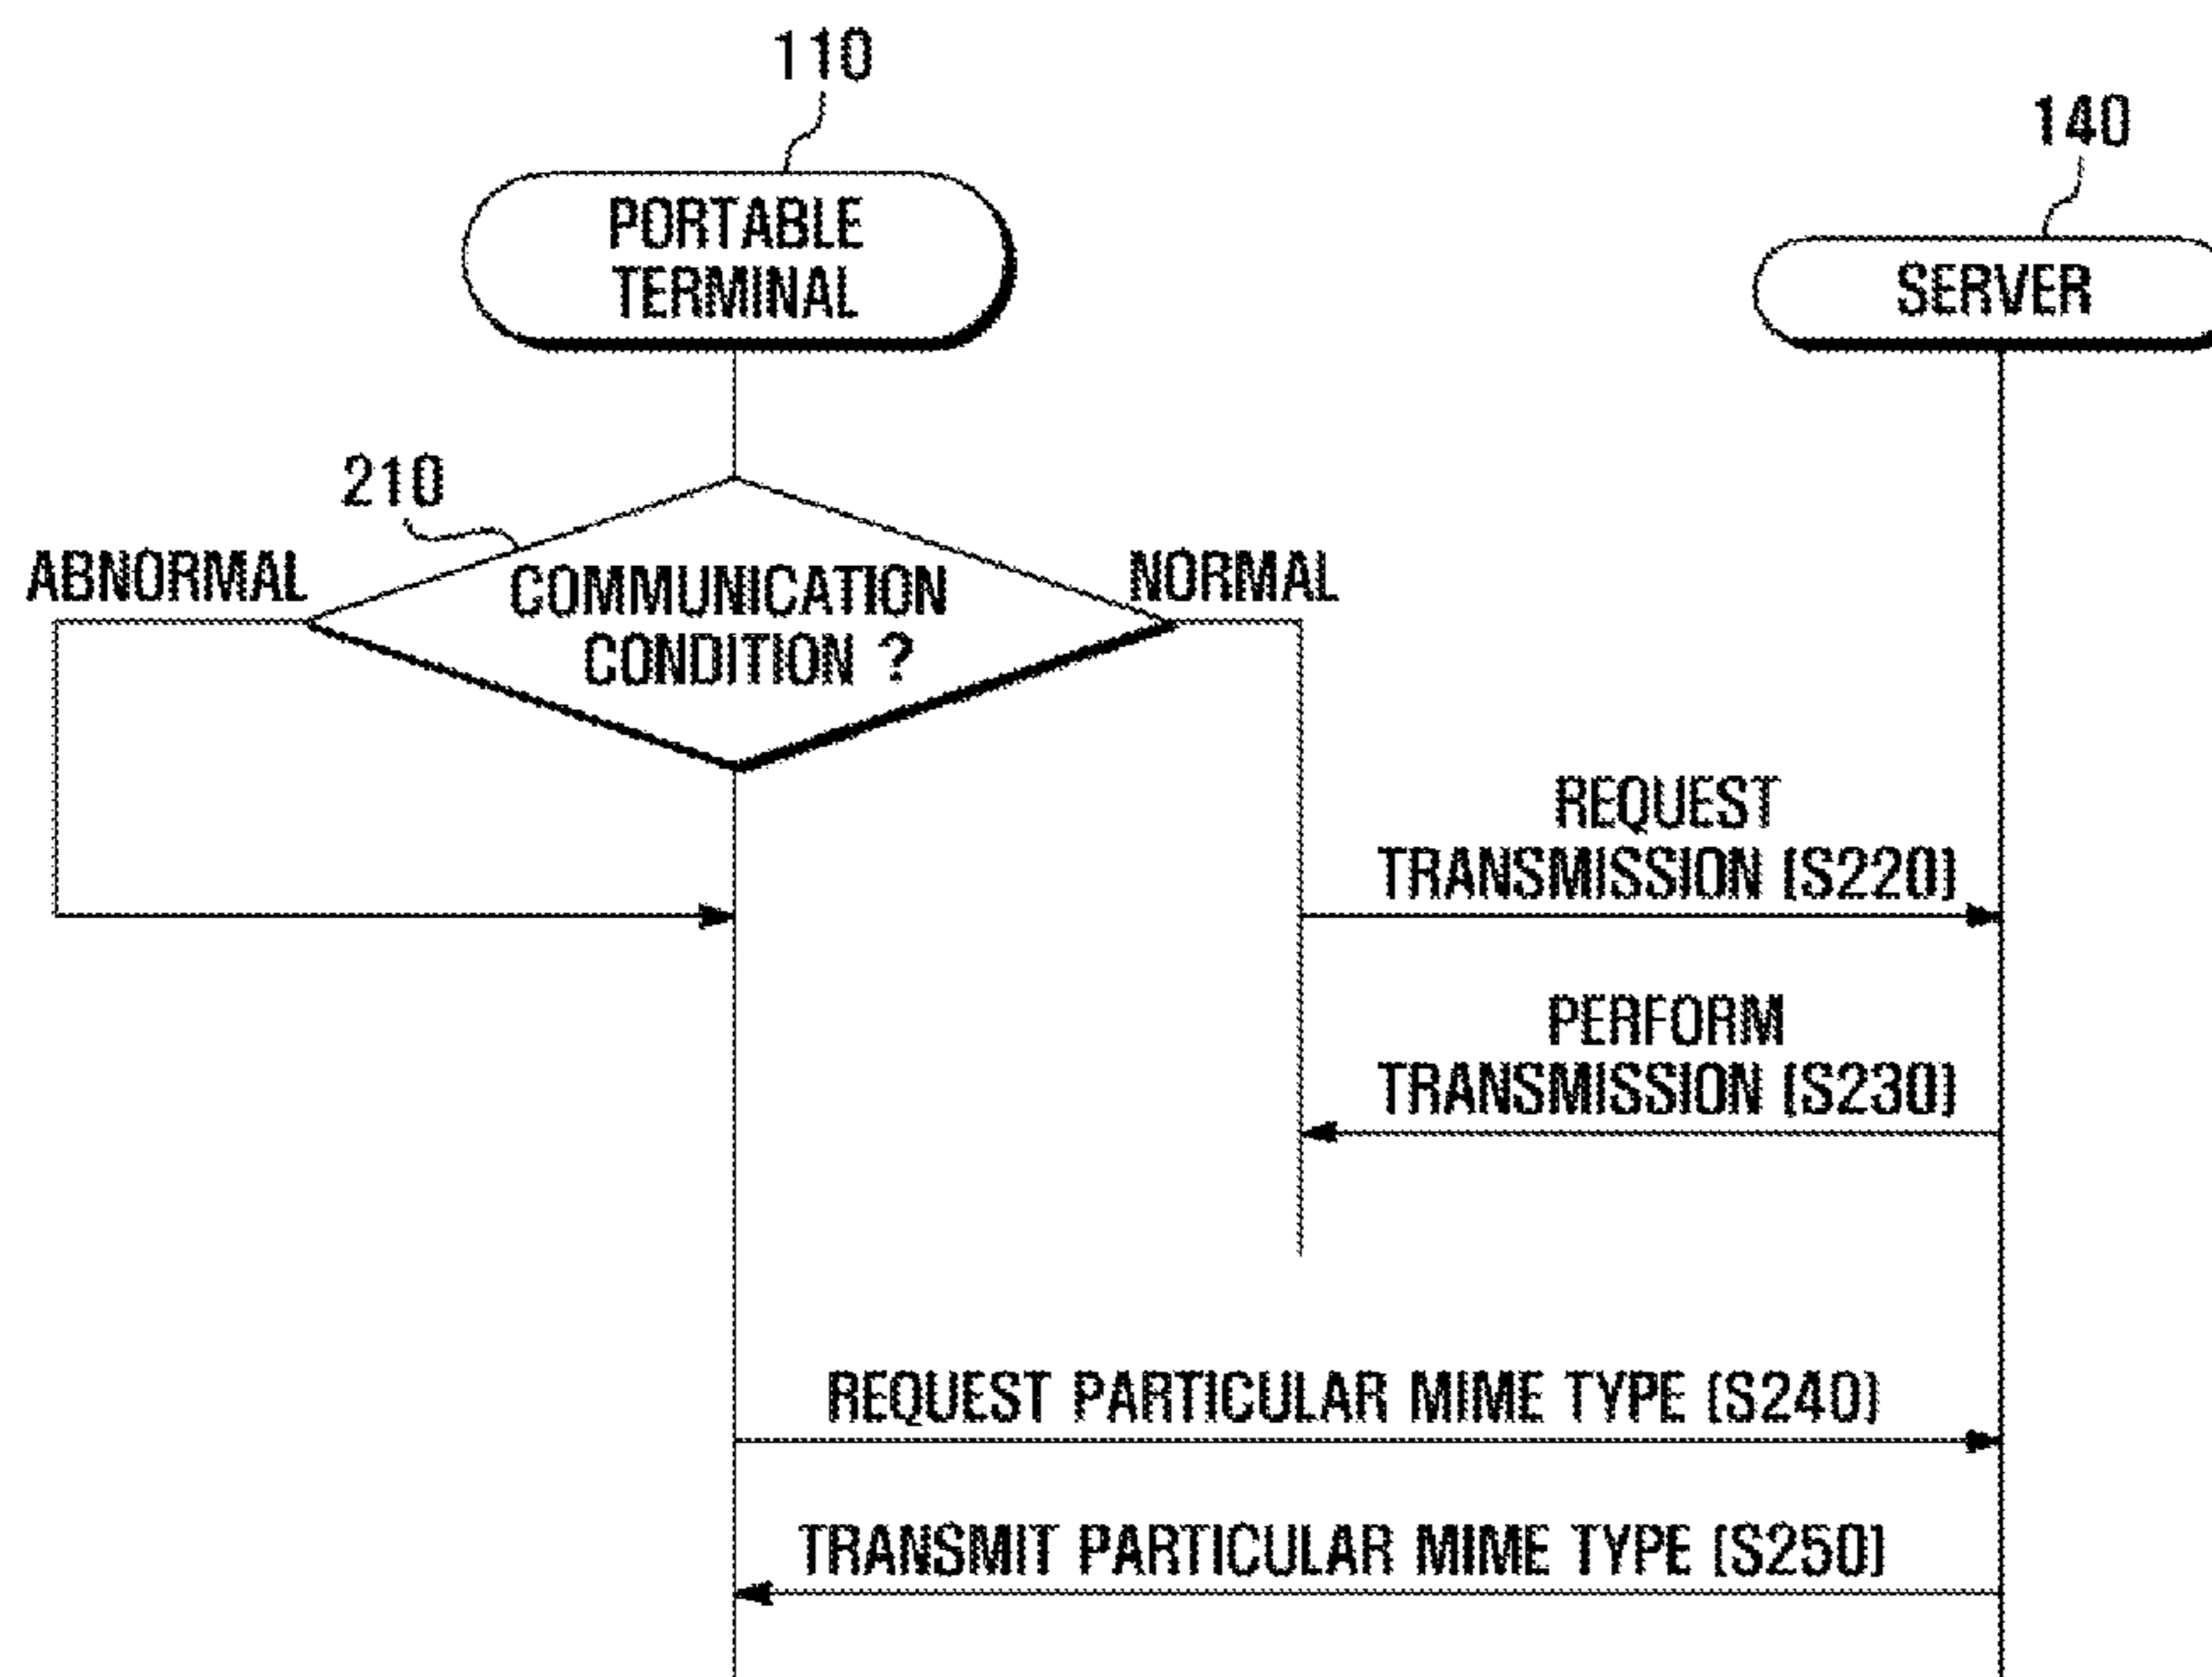 110
140
PORTABLE
TERMINAL
SERVER
210
ABNORMAL
NORMAL
COMMUNICATION
CONDITION ?
REQUEST
TRANSMISSION (S220)
PERFORM
TRANSMISSION (S230)
REQUEST PARTICULAR MIME TYPE (S240)
TRANSMIT PARTICULAR MIME TYPE (S250)